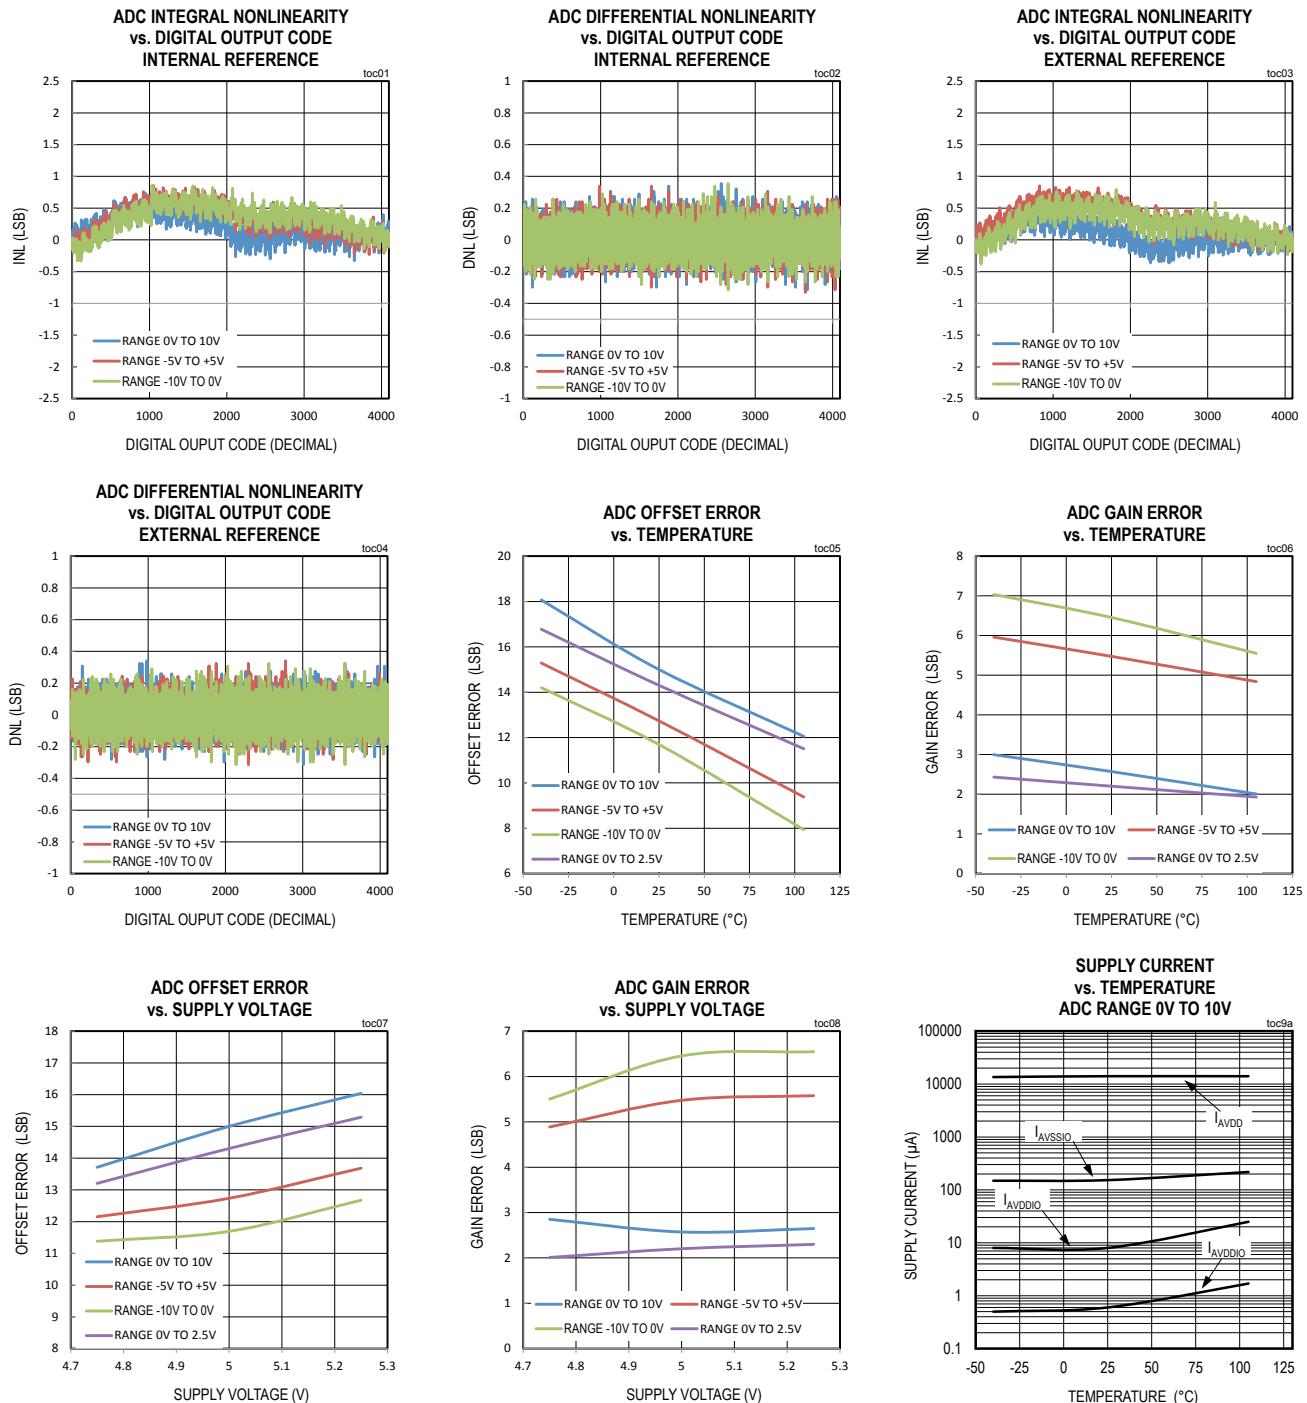 ADC INTEGRAL NONLINEARITY
vs. DIGITAL OUTPUT CODE
INTERNAL REFERENCE
toc01
2.5
2
1.5
1
0.5
0
-0.5
-1
-1.5
-2
-2.5
INL (LSB)
RANGE 0V TO 10V
RANGE -5V TO +5V
RANGE -10V TO 0V
0 1000 2000 3000 4000
DIGITAL OUPUT CODE (DECIMAL)
ADC DIFFERENTIAL NONLINEARITY
vs. DIGITAL OUTPUT CODE
INTERNAL REFERENCE
toc02
1
0.8
0.6
0.4
0.2
0
-0.2
-0.4
-0.6
-0.8
-1
DNL (LSB)
RANGE 0V TO 10V
RANGE -5V TO +5V
RANGE -10V TO 0V
0 1000 2000 3000 4000
DIGITAL OUPUT CODE (DECIMAL)
ADC INTEGRAL NONLINEARITY
vs. DIGITAL OUTPUT CODE
EXTERNAL REFERENCE
toc03
2.5
2
1.5
1
0.5
0
-0.5
-1
-1.5
-2
-2.5
INL (LSB)
RANGE 0V TO 10V
RANGE -5V TO +5V
RANGE -10V TO 0V
0 1000 2000 3000 4000
DIGITAL OUPUT CODE (DECIMAL)
ADC DIFFERENTIAL NONLINEARITY
vs. DIGITAL OUTPUT CODE
EXTERNAL REFERENCE
toc04
1
0.8
0.6
0.4
0.2
0
-0.2
-0.4
-0.6
-0.8
-1
DNL (LSB)
RANGE 0V TO 10V
RANGE -5V TO +5V
RANGE -10V TO 0V
0 1000 2000 3000 4000
DIGITAL OUPUT CODE (DECIMAL)
ADC OFFSET ERROR
vs. TEMPERATURE
toc05
20
18
16
14
12
10
8
6
OFFSET ERROR (LSB)
RANGE 0V TO 10V
RANGE -5V TO +5V
RANGE -10V TO 0V
RANGE 0V TO 2.5V
-50 -25 0 25 50 75 100 125
TEMPERATURE (°C)
ADC GAIN ERROR
vs. TEMPERATURE
toc06
8
7
6
5
4
3
2
1
0
GAIN ERROR (LSB)
RANGE 0V TO 10V RANGE -5V TO +5V
RANGE -10V TO 0V RANGE 0V TO 2.5V
-50 -25 0 25 50 75 100 125
TEMPERATURE (°C)
ADC OFFSET ERROR
vs. SUPPLY VOLTAGE
toc07
18
17
16
15
14
13
12
11
10
9
8
OFFSET ERROR (LSB)
RANGE 0V TO 10V
RANGE -5V TO +5V
RANGE -10V TO 0V
RANGE 0V TO 2.5V
4.7 4.8 4.9 5 5.1 5.2 5.3
SUPPLY VOLTAGE (V)
ADC GAIN ERROR
vs. SUPPLY VOLTAGE
toc08
7
6
5
4
3
2
1
0
GAIN ERROR (LSB)
RANGE 0V TO 10V RANGE -5V TO +5V
RANGE -10V TO 0V RANGE 0V TO 2.5V
4.7 4.8 4.9 5 5.1 5.2 5.3
SUPPLY VOLTAGE (V)
SUPPLY CURRENT
vs. TEMPERATURE
ADC RANGE 0V TO 10V
toc9a
100000
10000
1000
100
10
1
0.1
SUPPLY CURRENT (µA)
IAVDD
IAVSSIO
IAVDDIO
IAVDDIO
-50 -25 0 25 50 75 100 125
TEMPERATURE (°C)